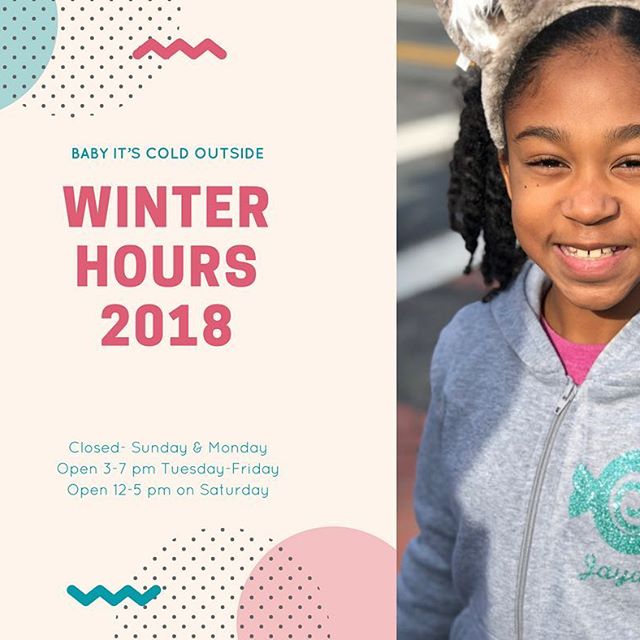 BABY IT'S COLD OUTSIDE
WINTER
HOURS
2018
Closed- Sunday & Monday
Open 3-7 pm Tuesday-Friday
Open 12-5 pm on Saturday